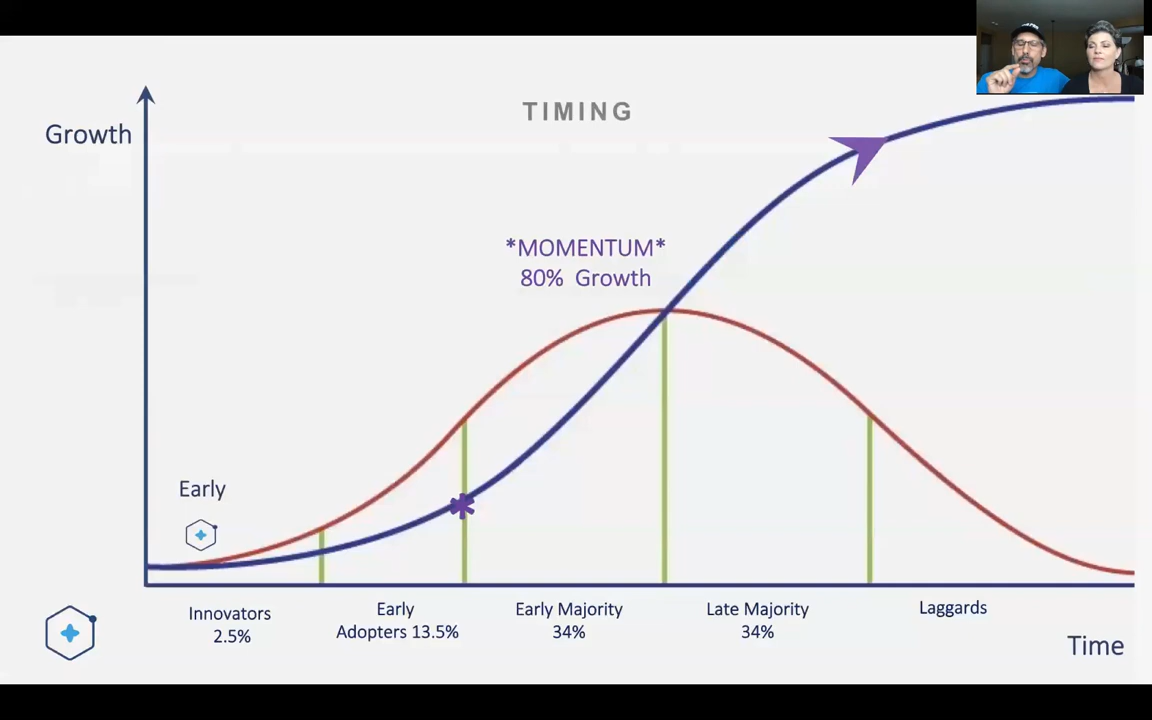 TIMING
Growth
*MOMENTUM*
80% Growth
Early
Innovators
2.5%
Early
Adopters 13.5%
Early Majority
34%
Late Majority
34%
Laggards
Time